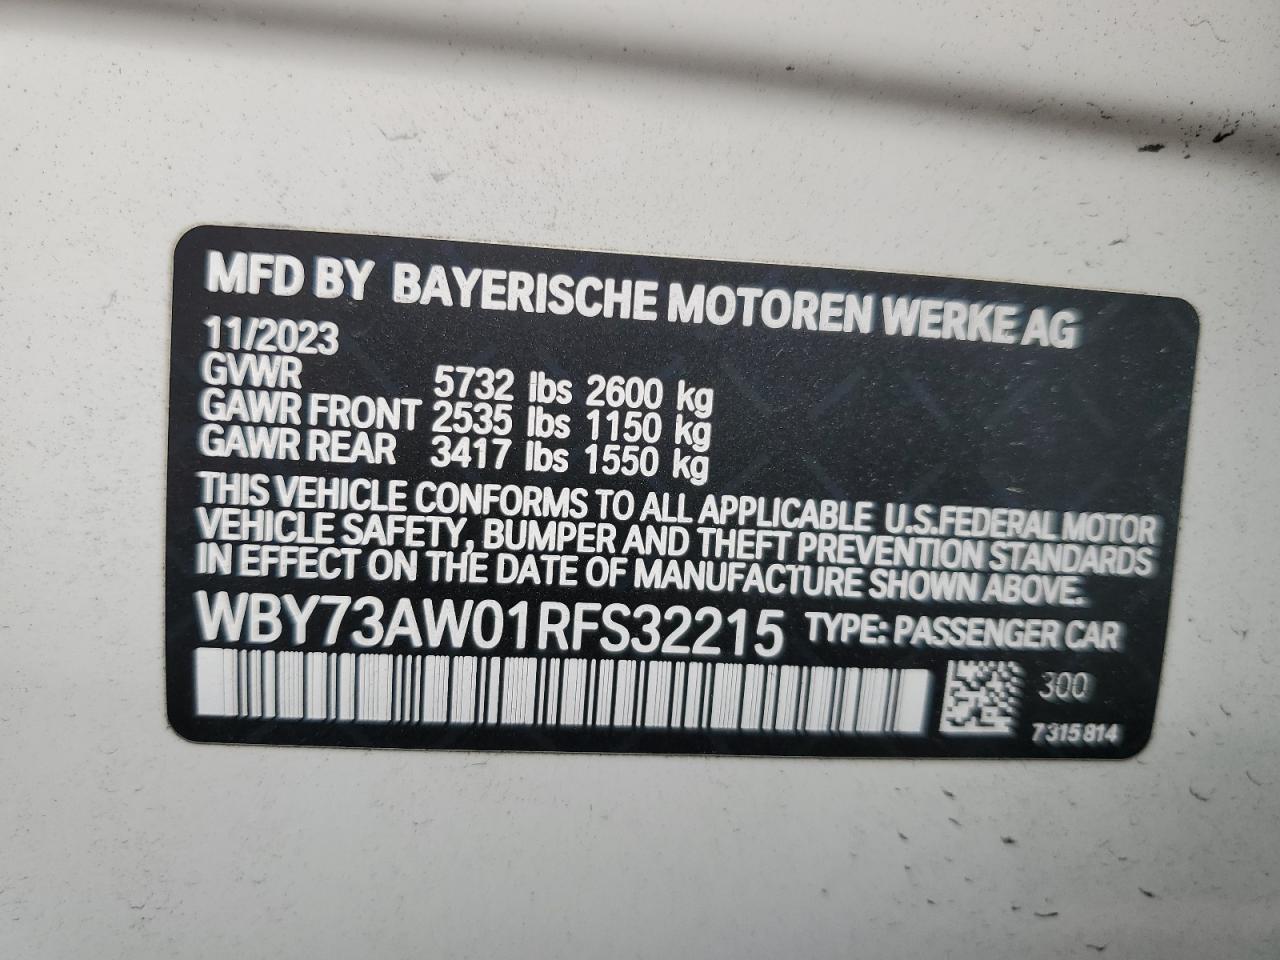 MFD BY BAYERISCHE MOTOREN WERKE AG
11/2023
GVWR 5732 lbs 2600 kg
GAWR FRONT 2535 lbs 1150 kg
GAWR REAR 3417 lbs 1550 kg
THIS VEHICLE CONFORMS TO ALL APPLICABLE U.S.FEDERAL MOTOR
VEHICLE SAFETY, BUMPER AND THEFT PREVENTION STANDARDS
IN EFFECT ON THE DATE OF MANUFACTURE SHOWN ABOVE.
WBY73AW01RFS32215 TYPE: PASSENGER CAR
300
7315814